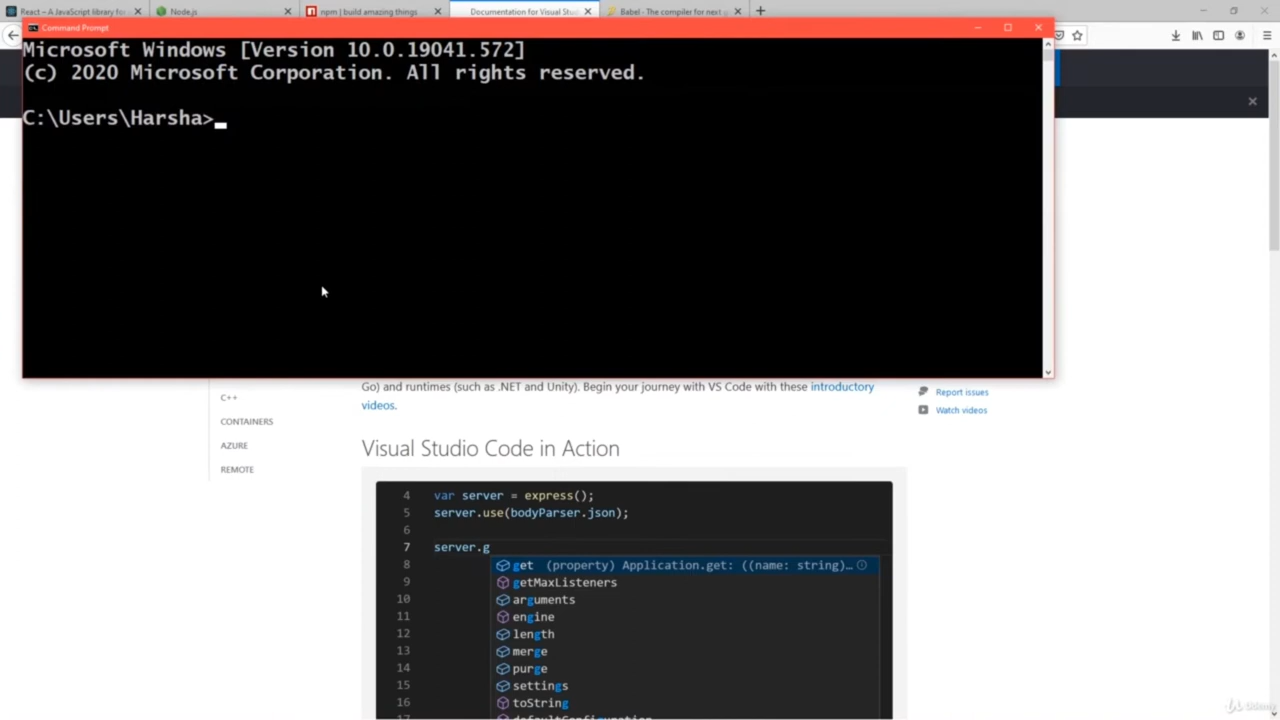 React – A JavaScript library for
Node.js
npm | build amazing things
Documentation for Visual Stu
Babel - The compiler for next g
Command Prompt
Microsoft Windows [Version 10.0.19041.572]
(c) 2020 Microsoft Corporation. All rights reserved.
C:\Users\Harsha>
Go) and runtimes (such as .NET and Unity). Begin your journey with VS Code with these introductory
videos.
C++
CONTAINERS
AZURE
REMOTE
Report issues
Watch videos
Visual Studio Code in Action
4 var server = express();
5 server.use(bodyParser.json);
6
7 server.g
8 get (property) Application.get: ((name: string)…
9 getMaxListeners
10 arguments
11 engine
12 length
13 merge
14 purge
15 settings
16 toString
17 defaultConfiguration
Udemy